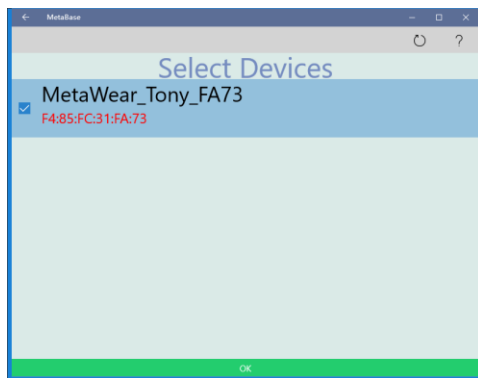 MetaBase
?
Select Devices
MetaWear_Tony_FA73
F4:85:FC:31:FA:73
OK